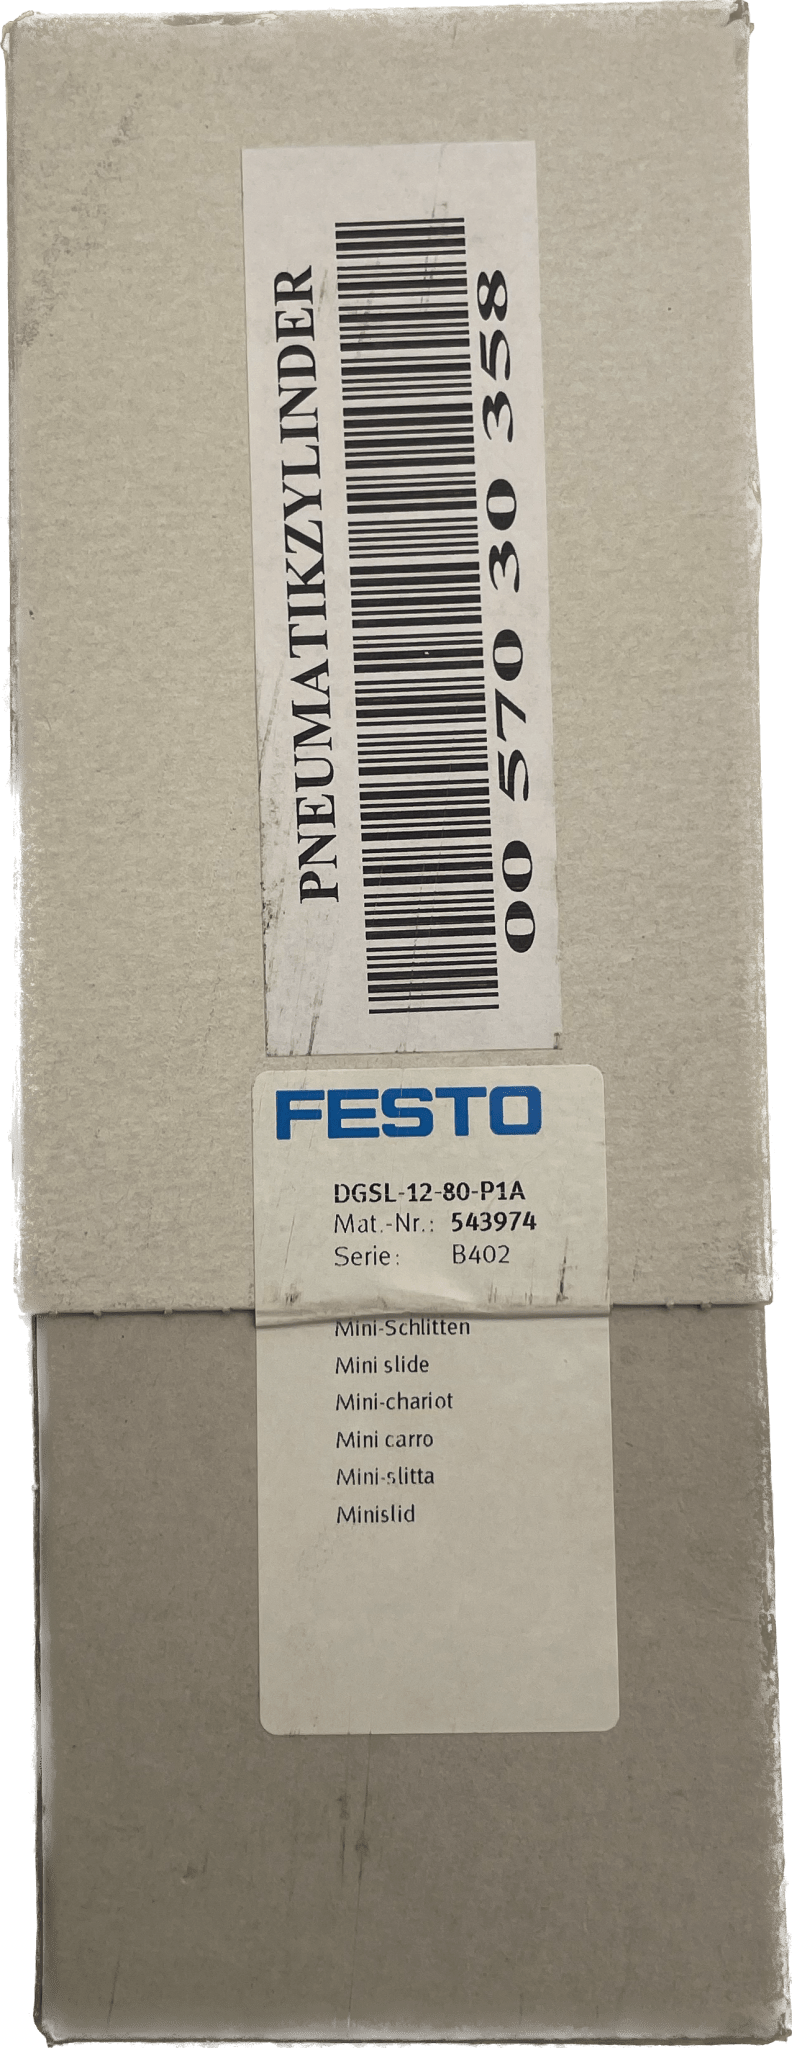 PNEUMATIKZYLINDER
00 570 30 358
FESTO
DGSL-12-80-P1A
Mat.-Nr.: 543974
Serie: B402
Mini-Schlitten
Mini slide
Mini-chariot
Mini carro
Mini-slitta
Minislid